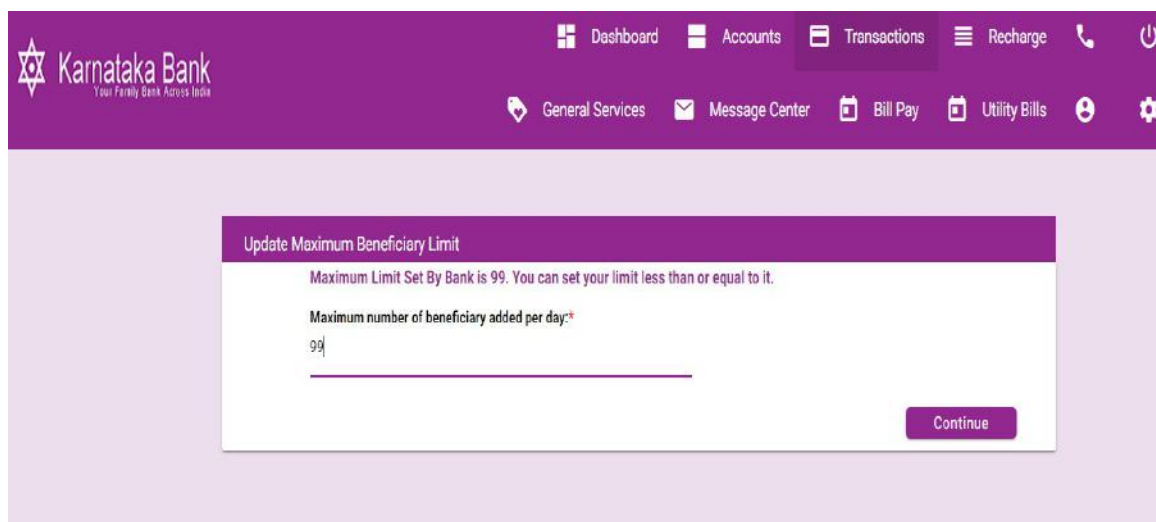 Karnataka Bank
Your Family Bank Across India
Dashboard
Accounts
Transactions
Recharge
General Services
Message Center
Bill Pay
Utility Bills
Update Maximum Beneficiary Limit
Maximum Limit Set By Bank is 99. You can set your limit less than or equal to it.
Maximum number of beneficiary added per day:*
99
Continue